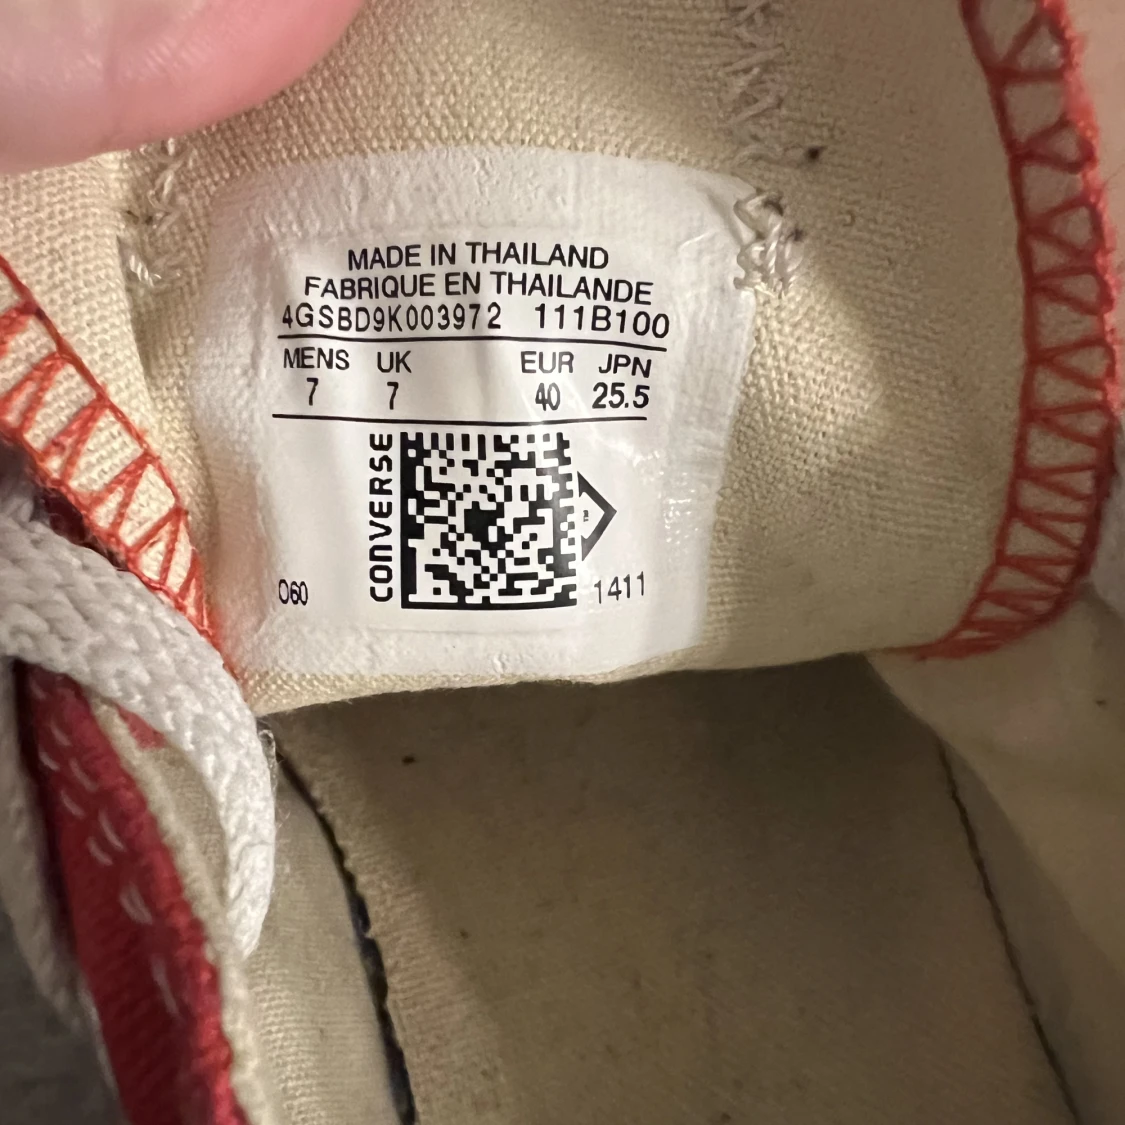 MADE IN THAILAND
FABRIQUE EN THAILANDE
4GSBD9K003972 111B100
MENS UK EUR JPN
7 7 40 25.5
CONVERSE
O60 1411